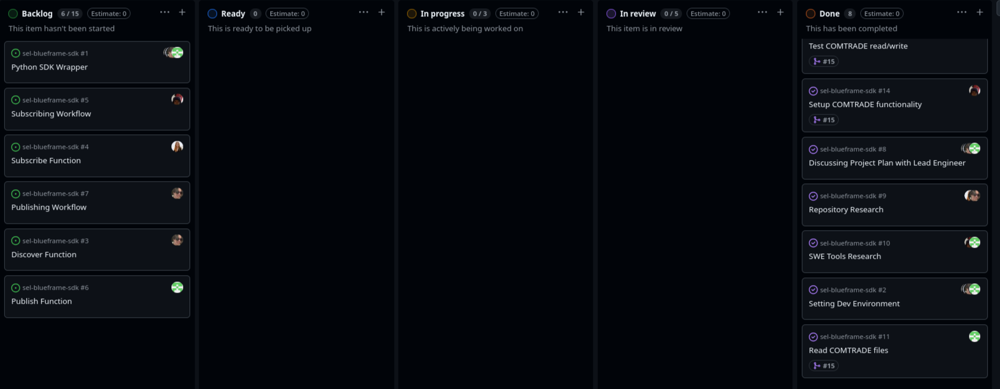 Backlog 6 / 15 Estimate: 0
This item hasn't been started
sel-blueframe-sdk #1
Python SDK Wrapper
sel-blueframe-sdk #5
Subscribing Workflow
sel-blueframe-sdk #4
Subscribe Function
sel-blueframe-sdk #7
Publishing Workflow
sel-blueframe-sdk #3
Discover Function
sel-blueframe-sdk #6
Publish Function
Ready 0 Estimate: 0
This is ready to be picked up
In progress 0 / 3 Estimate: 0
This is actively being worked on
In review 0 / 5 Estimate: 0
This item is in review
Done 8 Estimate: 0
This has been completed
Test COMTRADE read/write
#15
sel-blueframe-sdk #14
Setup COMTRADE functionality
#15
sel-blueframe-sdk #8
Discussing Project Plan with Lead Engineer
sel-blueframe-sdk #9
Repository Research
sel-blueframe-sdk #10
SWE Tools Research
sel-blueframe-sdk #2
Setting Dev Environment
sel-blueframe-sdk #11
Read COMTRADE files
#15